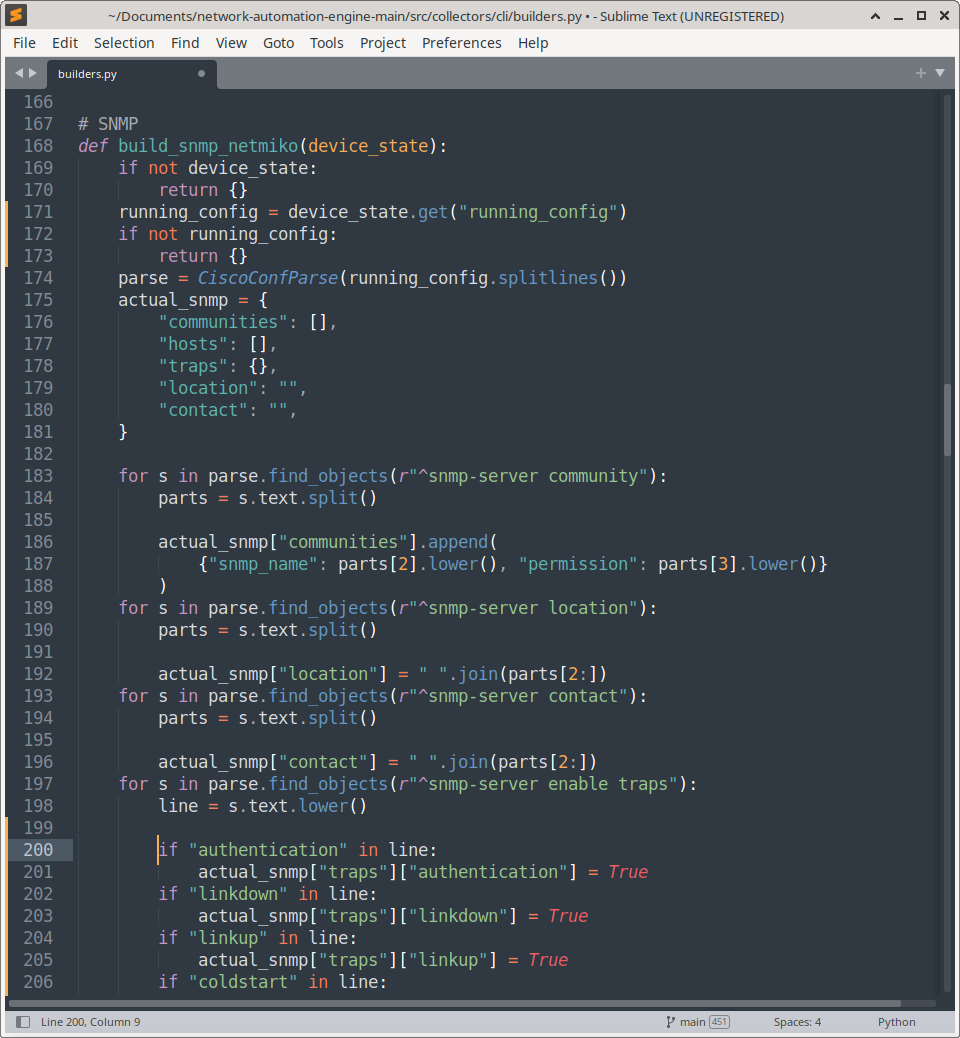 ~/Documents/network-automation-engine-main/src/collectors/cli/builders.py • - Sublime Text (UNREGISTERED)
File Edit Selection Find View Goto Tools Project Preferences Help
builders.py
166
167 # SNMP
168 def build_snmp_netmiko(device_state):
169     if not device_state:
170         return {}
171     running_config = device_state.get("running_config")
172     if not running_config:
173         return {}
174     parse = CiscoConfParse(running_config.splitlines())
175     actual_snmp = {
176         "communities": [],
177         "hosts": [],
178         "traps": {},
179         "location": "",
180         "contact": "",
181     }
182
183     for s in parse.find_objects(r"^snmp-server community"):
184         parts = s.text.split()
185
186         actual_snmp["communities"].append(
187             {"snmp_name": parts[2].lower(), "permission": parts[3].lower()}
188         )
189     for s in parse.find_objects(r"^snmp-server location"):
190         parts = s.text.split()
191
192         actual_snmp["location"] = " ".join(parts[2:])
193     for s in parse.find_objects(r"^snmp-server contact"):
194         parts = s.text.split()
195
196         actual_snmp["contact"] = " ".join(parts[2:])
197     for s in parse.find_objects(r"^snmp-server enable traps"):
198         line = s.text.lower()
199
200         if "authentication" in line:
201             actual_snmp["traps"]["authentication"] = True
202         if "linkdown" in line:
203             actual_snmp["traps"]["linkdown"] = True
204         if "linkup" in line:
205             actual_snmp["traps"]["linkup"] = True
206         if "coldstart" in line:
Line 200, Column 9 main 451 Spaces: 4 Python